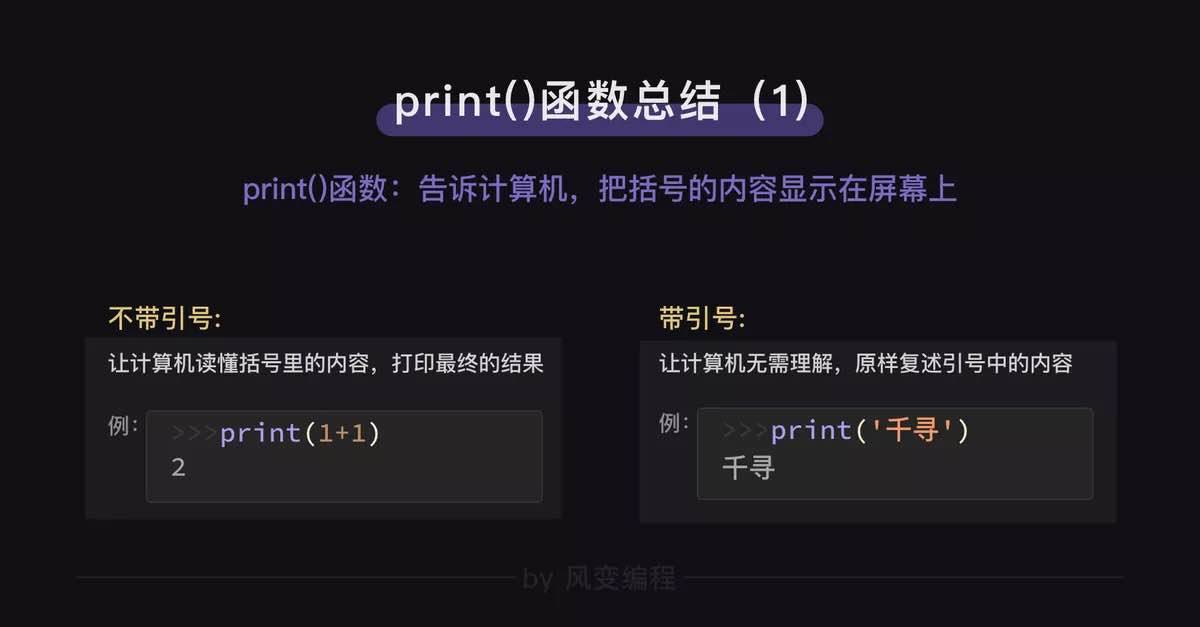 print()函数总结（1）
print()函数：告诉计算机，把括号的内容显示在屏幕上
不带引号:
让计算机读懂括号里的内容，打印最终的结果
例：
>>>print(1+1)
2
带引号:
让计算机无需理解，原样复述引号中的内容
例：
>>>print('千寻')
千寻
by 风变编程